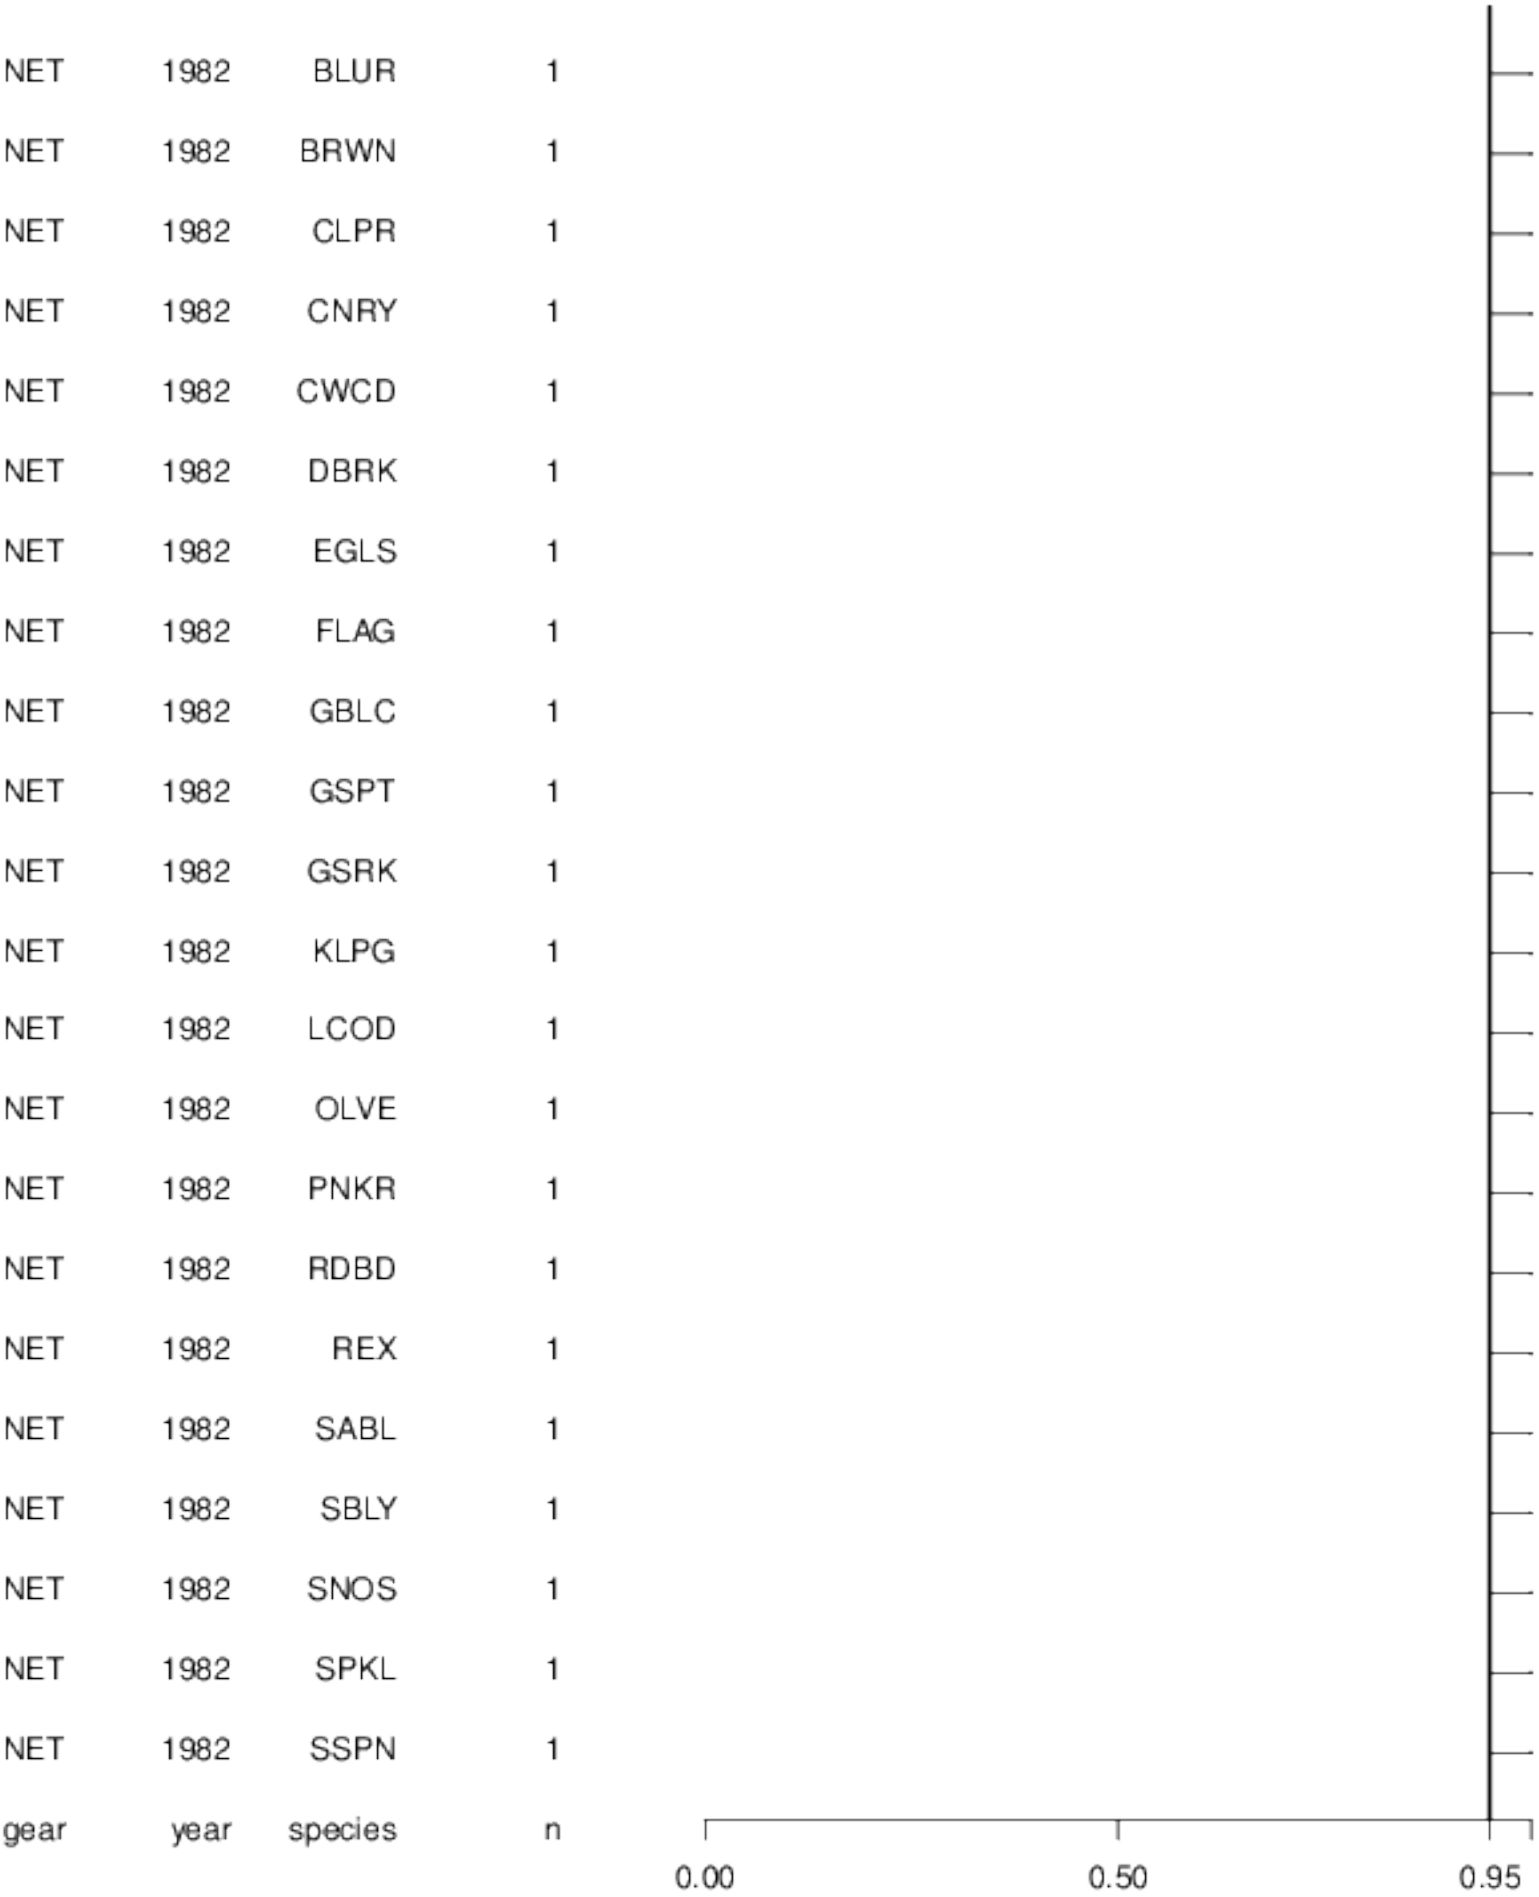 NET 1982 BLUR 1
NET 1982 BRWN 1
NET 1982 CLPR 1
NET 1982 CNRY 1
NET 1982 CWCD 1
NET 1982 DBRK 1
NET 1982 EGLS 1
NET 1982 FLAG 1
NET 1982 GBLC 1
NET 1982 GSPT 1
NET 1982 GSRK 1
NET 1982 KLPG 1
NET 1982 LCOD 1
NET 1982 OLVE 1
NET 1982 PNKR 1
NET 1982 RDBD 1
NET 1982 REX 1
NET 1982 SABL 1
NET 1982 SBLY 1
NET 1982 SNOS 1
NET 1982 SPKL 1
NET 1982 SSPN 1
gear year species n
0.00 0.50 0.95